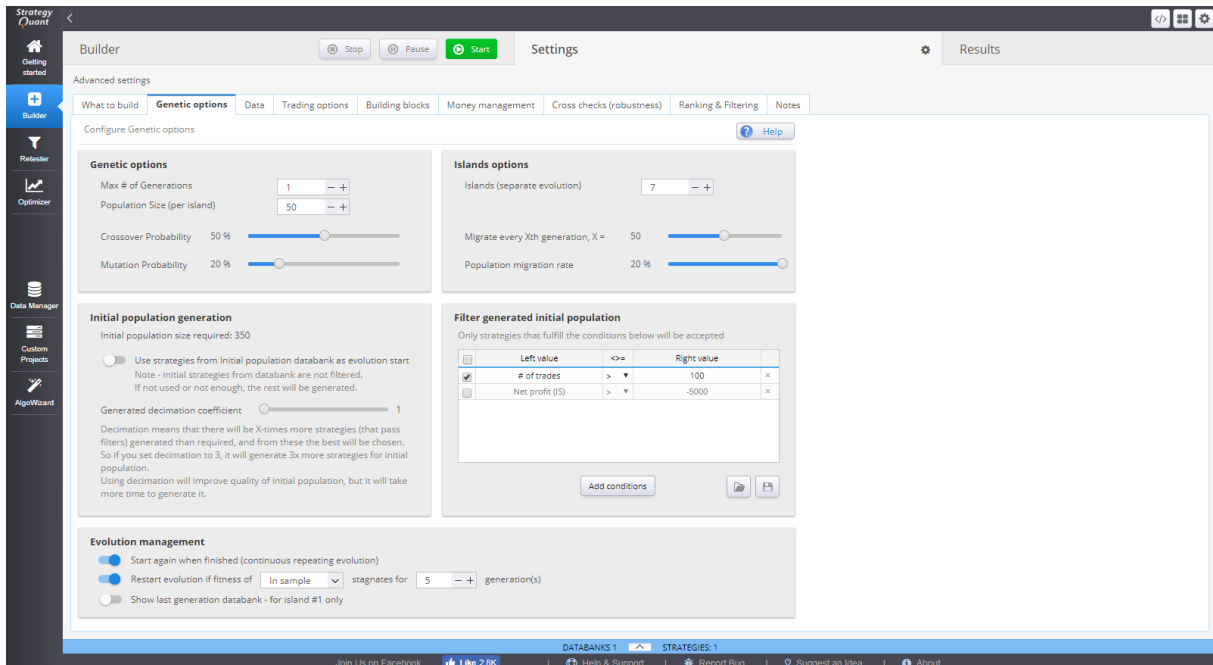 Strategy
Quant
Getting
started
Builder
Retester
Optimizer
Data Manager
Custom
Projects
AlgoWizard
Builder
Stop
Pause
Start
Settings
Results
Advanced settings
What to build
Genetic options
Data
Trading options
Building blocks
Money management
Cross checks (robustness)
Ranking & Filtering
Notes
Configure Genetic options
Help
Genetic options
Max # of Generations 1
Population Size (per island) 50
Crossover Probability 50 %
Mutation Probability 20 %
Islands options
Islands (separate evolution) 7
Migrate every Xth generation, X = 50
Population migration rate 20 %
Initial population generation
Initial population size required: 350
Use strategies from Initial population databank as evolution start
Note - initial strategies from databank are not filtered.
If not used or not enough, the rest will be generated.
Generated decimation coefficient 1
Decimation means that there will be X-times more strategies (that pass
filters) generated than required, and from these the best will be chosen.
So if you set decimation to 3, it will generate 3x more strategies for initial
population.
Using decimation will improve quality of initial population, but it will take
more time to generate it.
Filter generated initial population
Only strategies that fulfill the conditions below will be accepted
Left value <>= Right value
# of trades > 100
Net profit (IS) > -5000
Add conditions
Evolution management
Start again when finished (continuous repeating evolution)
Restart evolution if fitness of In sample stagnates for 5 generation(s)
Show last generation databank - for island #1 only
DATABANKS 1 STRATEGIES: 1
Join Us on Facebook Like 2.8K | Help & Support | Report Bug | Suggest an Idea | About